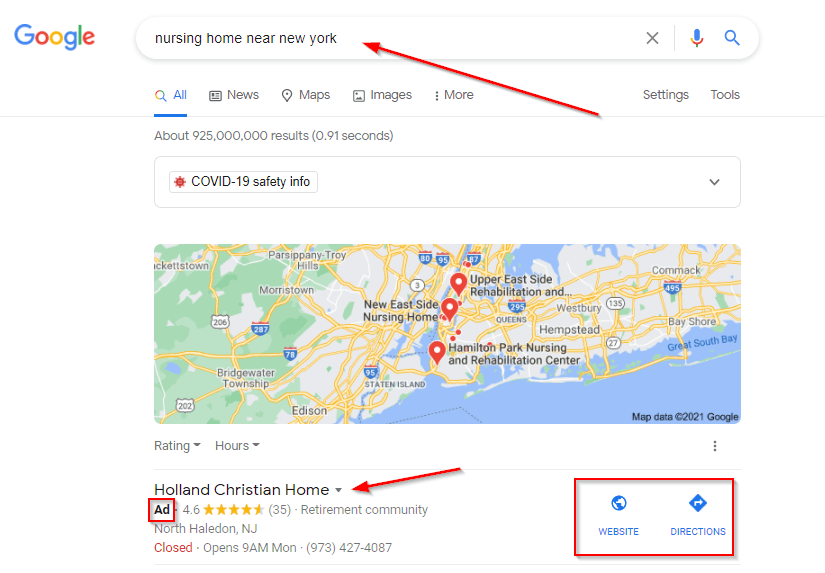 Google
nursing home near new york
All News Maps Images More
Settings Tools
About 925,000,000 results (0.91 seconds)
COVID-19 safety info
Parsippany-Troy
Hills
ckettstown
80 95 87
Upper East Side
Rehabilitation and...
Commack
3
495
Morristown
New East Side
Nursing Home
295
Westbury
135
206
287
QUEENS
Hempstead
Bay Shore
27
Great South Bay
78
Hamilton Park Nursing
and Rehabilitation Center
Bridgewater
Township
95
STATEN ISLAND
202
Edison
Map data ©2021 Google
Rating Hours
Holland Christian Home
Ad · 4.6 (35) · Retirement community
North Haledon, NJ
Closed · Opens 9AM Mon · (973) 427-4087
WEBSITE DIRECTIONS